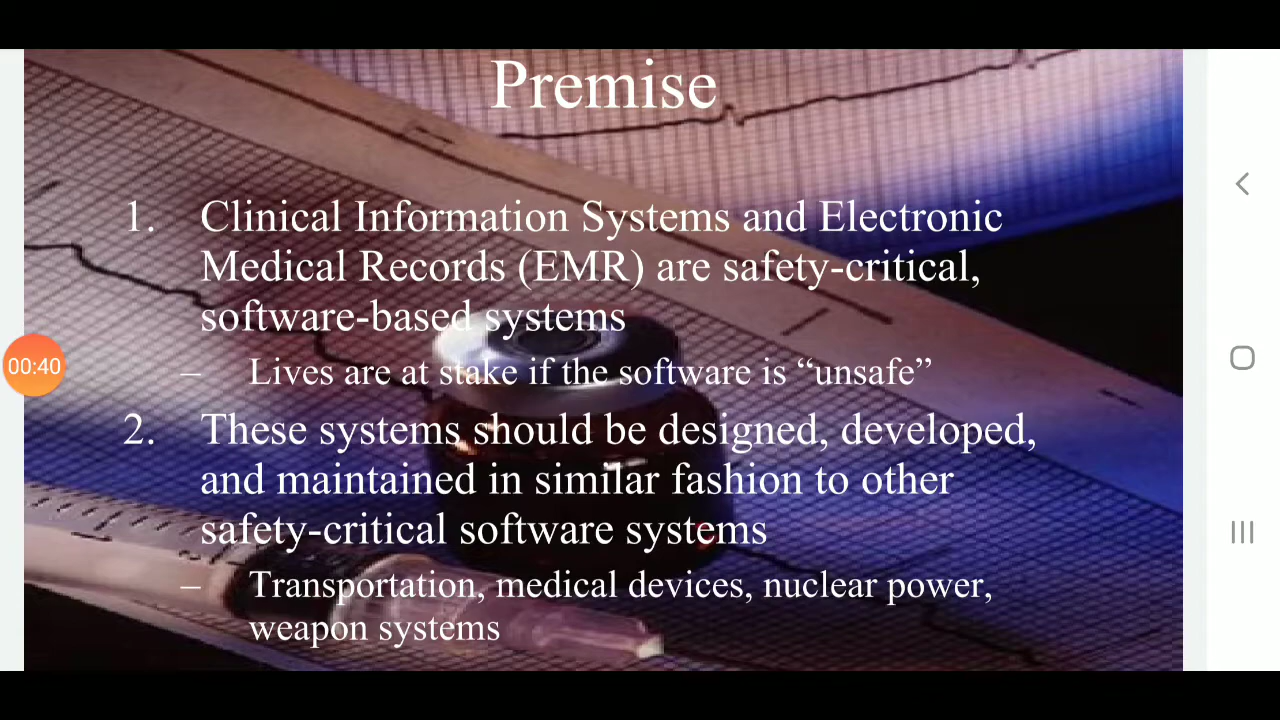 Premise
1. Clinical Information Systems and Electronic
Medical Records (EMR) are safety-critical,
software-based systems
– Lives are at stake if the software is “unsafe”
2. These systems should be designed, developed,
and maintained in similar fashion to other
safety-critical software systems
– Transportation, medical devices, nuclear power,
weapon systems
00:40